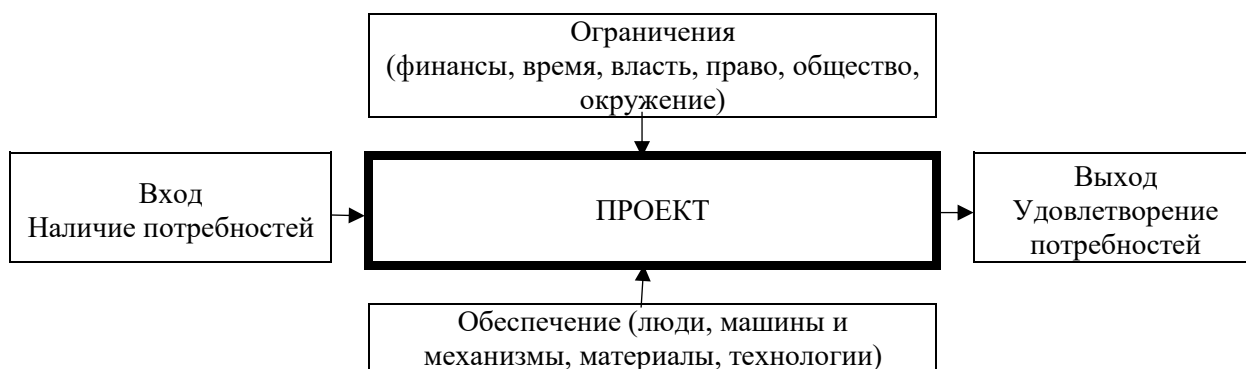 Ограничения
(финансы, время, власть, право, общество,
окружение)
Вход
Наличие потребностей
ПРОЕКТ
Выход
Удовлетворение
потребностей
Обеспечение (люди, машины и
механизмы, материалы, технологии)